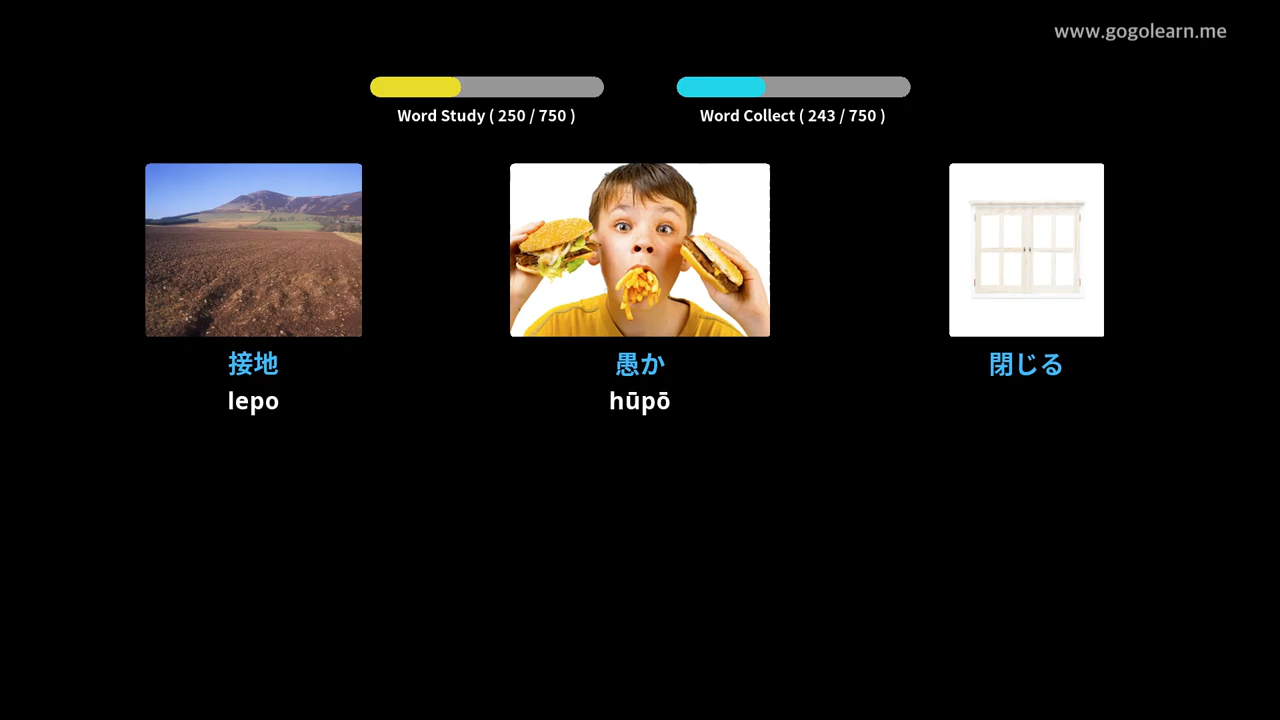 www.gogolearn.me
Word Study ( 250 / 750 )
Word Collect ( 243 / 750 )
接地
lepo
愚か
hūpō
閉じる